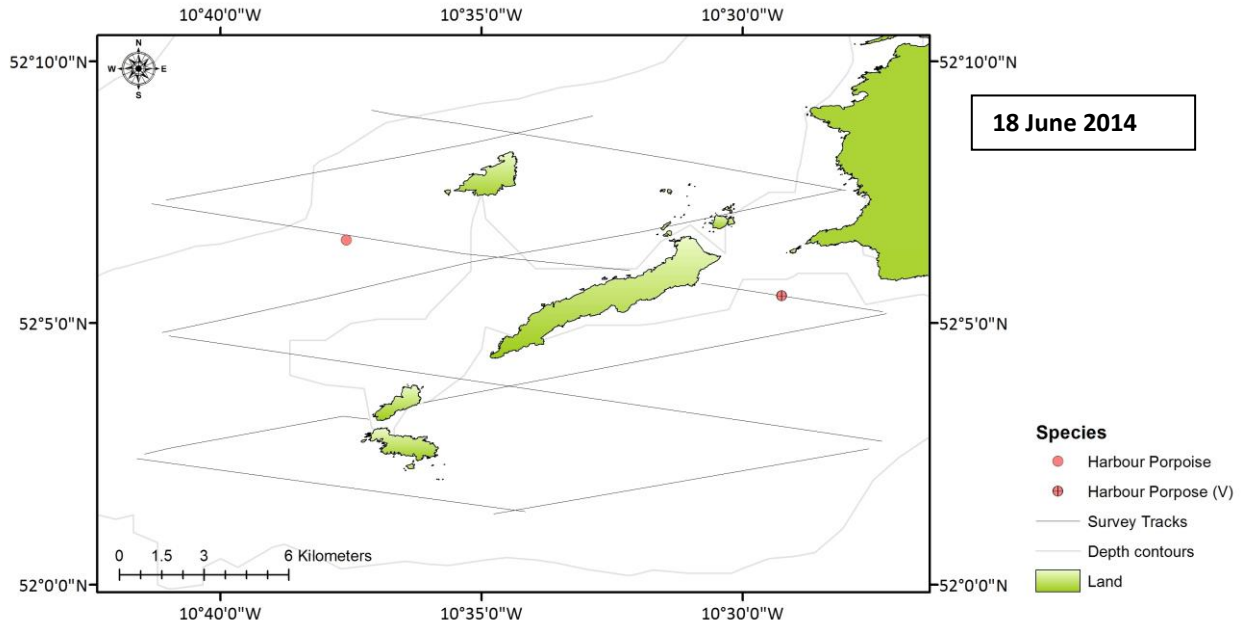 10°40'0"W 10°35'0"W 10°30'0"W
N
W E
S
52°10'0"N 52°10'0"N
18 June 2014
52°5'0"N 52°5'0"N
Species
Harbour Porpoise
Harbour Porpose (V)
Survey Tracks
Depth contours
Land
0 1.5 3 6 Kilometers
52°0'0"N 52°0'0"N
10°40'0"W 10°35'0"W 10°30'0"W